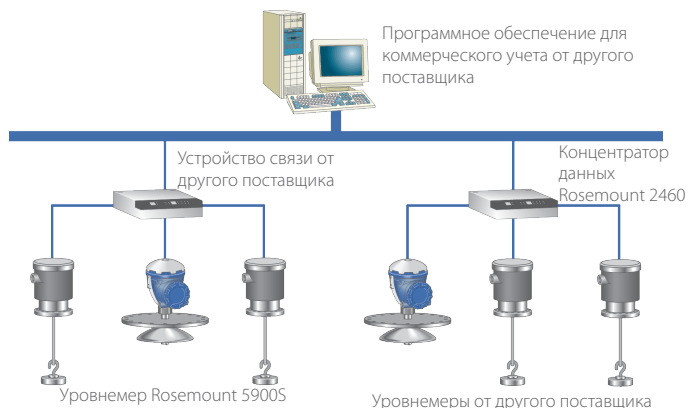 Программное обеспечение для
коммерческого учета от другого
поставщика
Устройство связи от
другого поставщика
Концентратор
данных
Rosemount 2460
Уровнемер Rosemount 5900S
Уровнемеры от другого поставщика